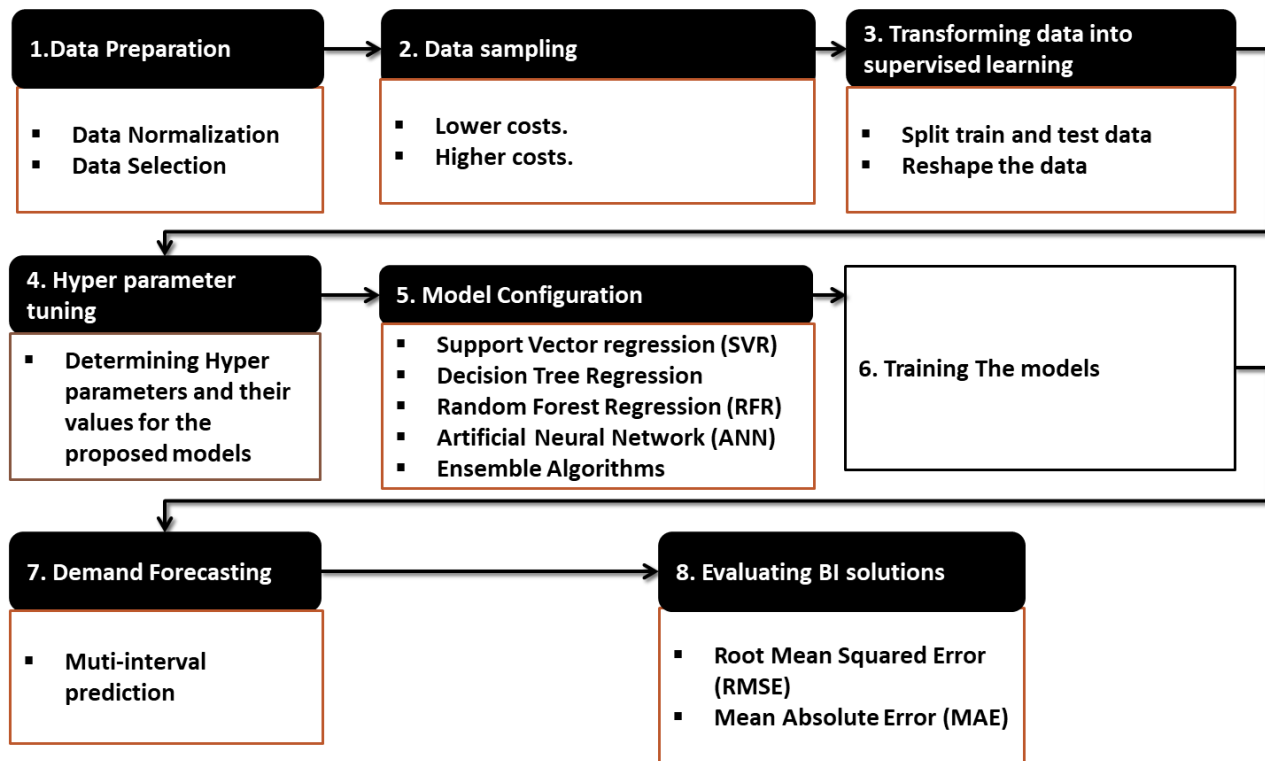 1.Data Preparation
2. Data sampling
3. Transforming data into
supervised learning
▪ Data Normalization
▪ Data Selection
▪ Lower costs.
▪ Higher costs.
▪ Split train and test data
▪ Reshape the data
4. Hyper parameter
tuning
5. Model Configuration
6. Training The models
▪ Determining Hyper
parameters and their
values for the
proposed models
▪ Support Vector regression (SVR)
▪ Decision Tree Regression
▪ Random Forest Regression (RFR)
▪ Artificial Neural Network (ANN)
▪ Ensemble Algorithms
7. Demand Forecasting
8. Evaluating BI solutions
▪ Muti-interval
prediction
▪ Root Mean Squared Error
(RMSE)
▪ Mean Absolute Error (MAE)